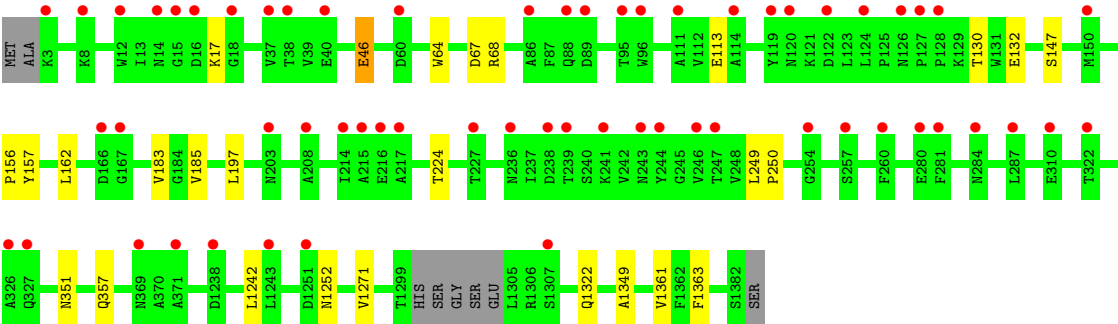 MET ALA K3 K8 W12 I13 N14 G15 D16 K17 G18 V37 T38 V39 E40 E46 D60 W64 D67 R68 A86 F87 Q88 D89 T95 W96 A111 V112 E113 A114 Y119 N120 K121 D122 L123 L124 P125 N126 P127 P128 K129 T130 W131 E132 S147 M150
P156 Y157 L162 D166 G167 V183 G184 V185 L197 N203 A208 I214 A215 E216 A217 T224 T227 N236 I237 D238 T239 S240 K241 V242 N243 Y244 G245 V246 T247 V248 L249 P250 G254 S257 F260 E280 F281 N284 L287 E310 T322
A326 Q327 N351 Q357 N369 A370 A371 D1238 L1242 L1243 D1251 N1252 V1271 T1299 HIS SER GLY SER GLU L1305 R1306 S1307 Q1322 A1349 V1361 F1362 F1363 S1382 SER